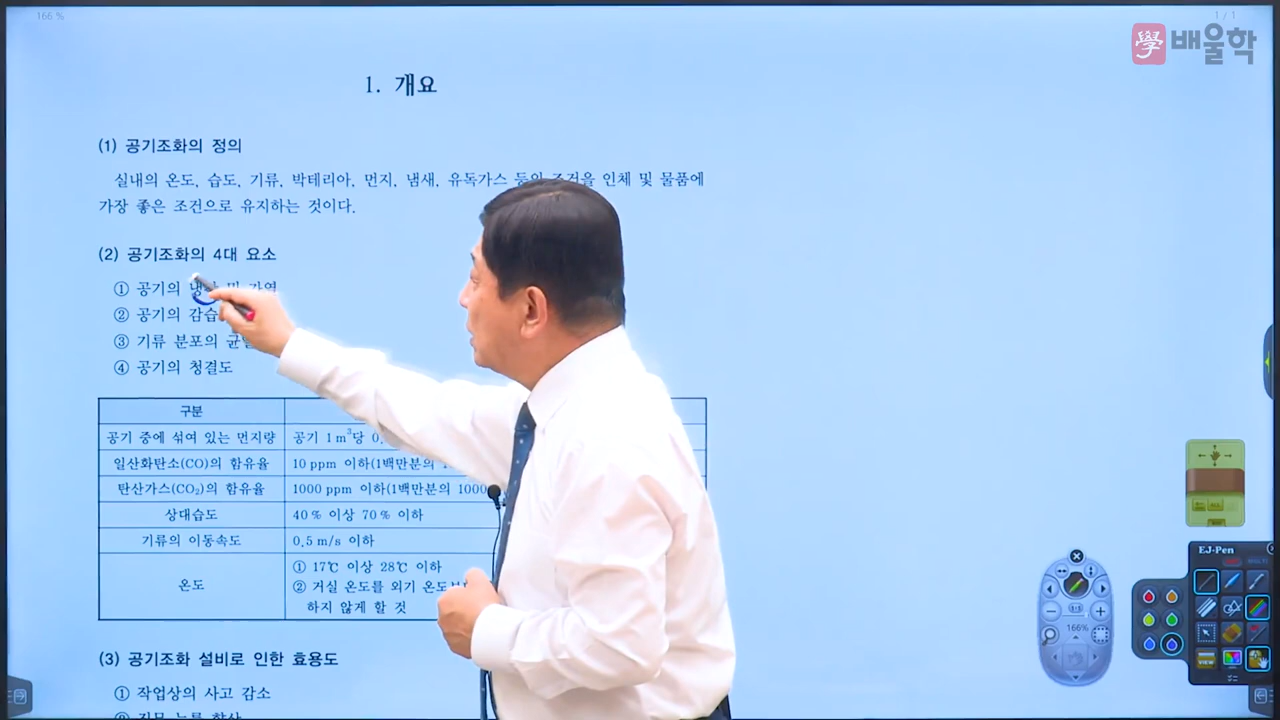 166 %
1 / 1
學 배울학
1. 개요
(1) 공기조화의 정의
실내의 온도, 습도, 기류, 박테리아, 먼지, 냄새, 유독가스 등의 조건을 인체 및 물품에
가장 좋은 조건으로 유지하는 것이다.
(2) 공기조화의 4대 요소
① 공기의
② 공기의 감습
③ 기류 분포의
④ 공기의 청결도
구분
공기 중에 섞여 있는 먼지량 공기 1m³당
일산화탄소(CO)의 함유율 10 ppm 이하(1백만분의
탄산가스(CO₂)의 함유율 1000 ppm 이하(1백만분의 1000
상대습도 40 % 이상 70 % 이하
기류의 이동속도 0.5 m/s 이하
온도 ① 17℃ 이상 28℃ 이하
② 거실 온도를 외기 온도보다
하지 않게 할 것
(3) 공기조화 설비로 인한 효용도
① 작업상의 사고 감소
EJ-Pen
166%
VIEW